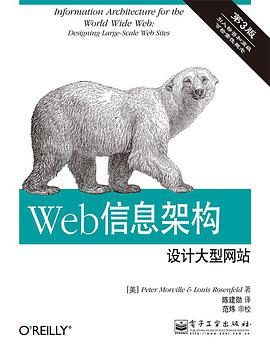 Information Architecture for the
World Wide Web:
Designing Large-Scale Web Sites
第3版
Web信息架构
设计大型网站
[美] Peter Morville & Louis Rosenfeld 著
陈建勋 译
范炜 审校
O'REILLY®
电子工业出版社